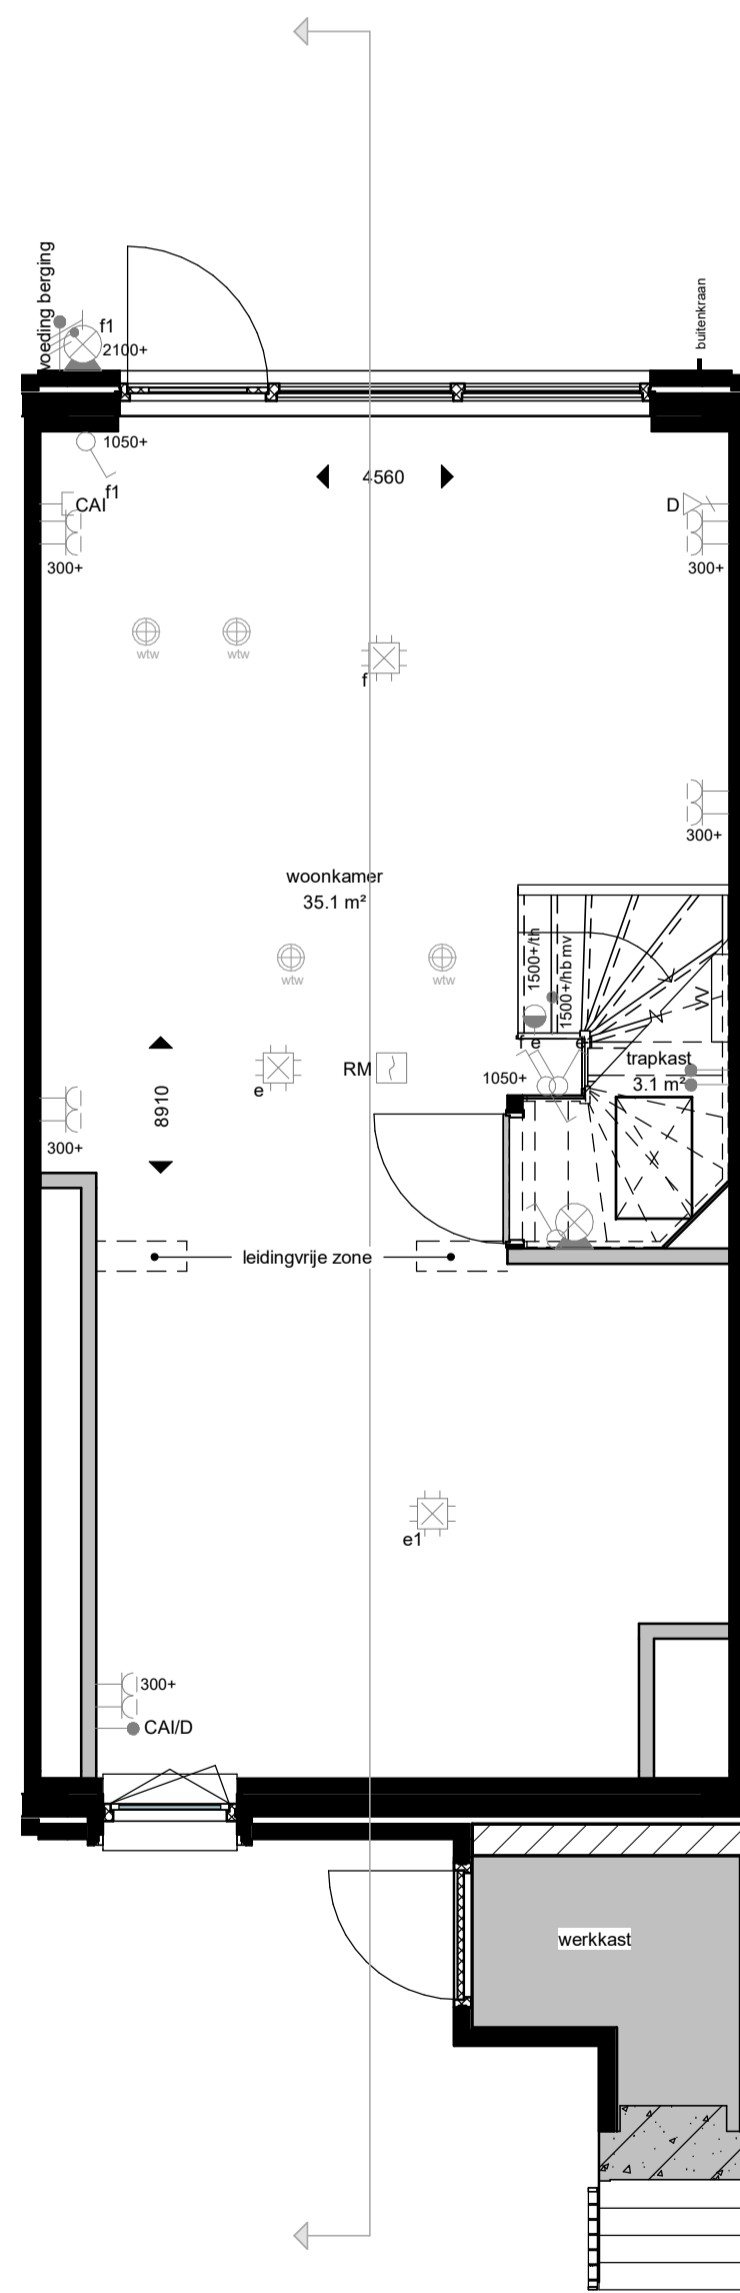 voeding berging
f1
2100+
buitenkraan
1050+
f1
4560
CAI
D
300+
300+
wtw
wtw
f
300+
woonkamer
35.1 m²
1500+/th
1500+/hb mv
wtw
wtw
e
e
trapkast
3.1 m²
RM
1050+
e
8910
300+
leidingvrije zone
e1
300+
CAI/D
werkkast